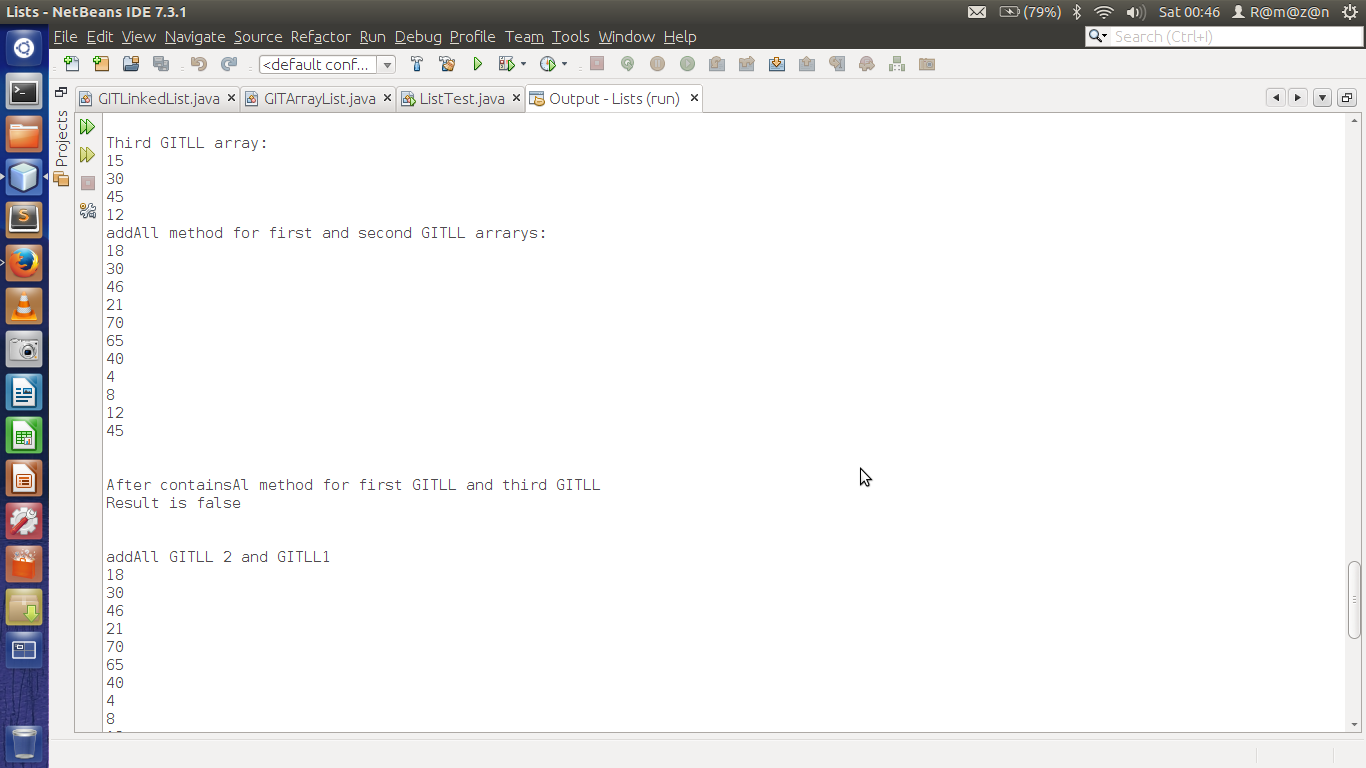 Lists - NetBeans IDE 7.3.1
(79%)
Sat 00:46
R@m@z@n
File Edit View Navigate Source Refactor Run Debug Profile Team Tools Window Help
Search (Ctrl+I)
<default conf...
GITLinkedList.java
GITArrayList.java
ListTest.java
Output - Lists (run)
Projects
Third GITLL array:
15
30
45
12
addAll method for first and second GITLL arrarys:
18
30
46
21
70
65
40
4
8
12
45
After containsAl method for first GITLL and third GITLL
Result is false
addAll GITLL 2 and GITLL1
18
30
46
21
70
65
40
4
8